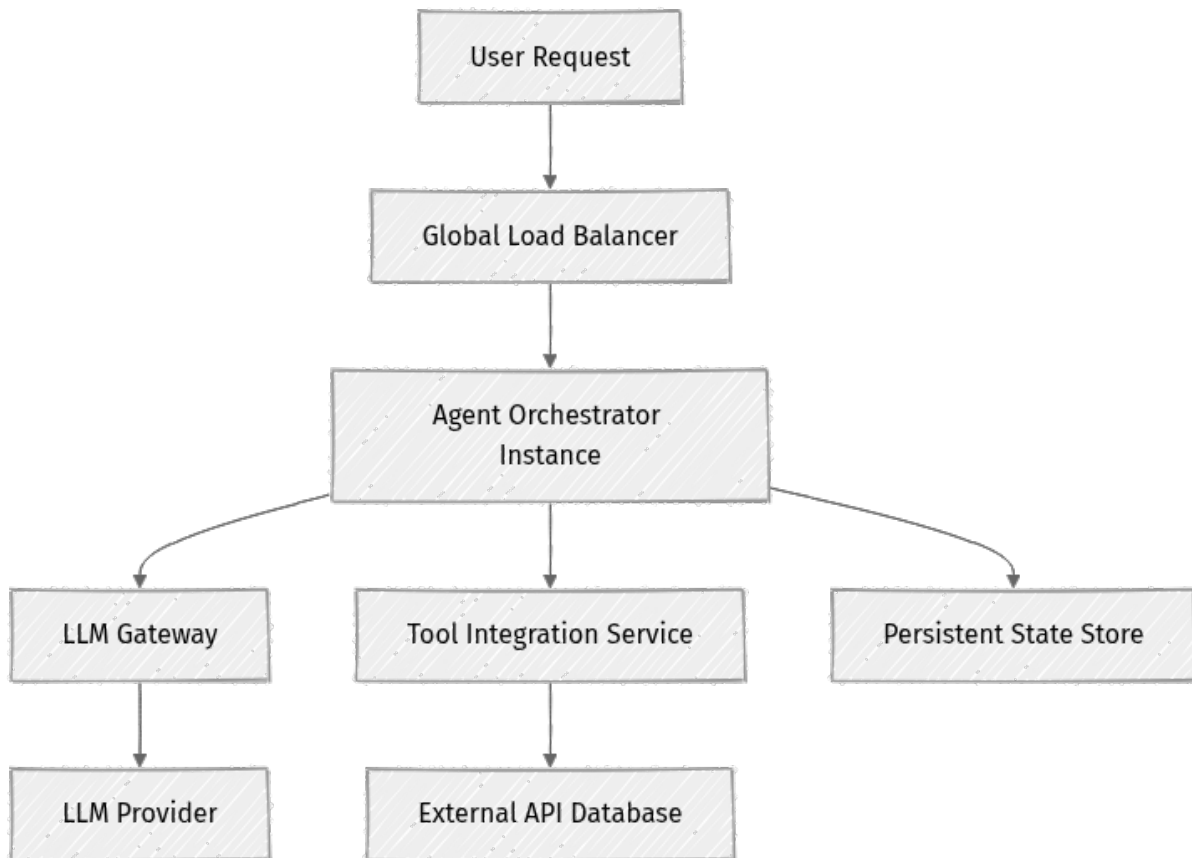 User Request
Global Load Balancer
Agent Orchestrator
Instance
LLM Gateway
Tool Integration Service
Persistent State Store
LLM Provider
External API Database